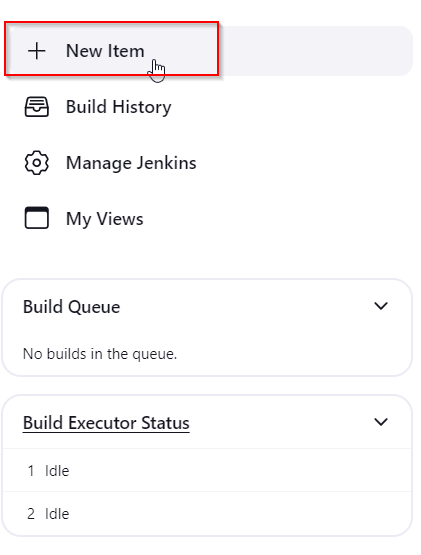 New Item
Build History
Manage Jenkins
My Views
Build Queue
No builds in the queue.
Build Executor Status
1 Idle
2 Idle